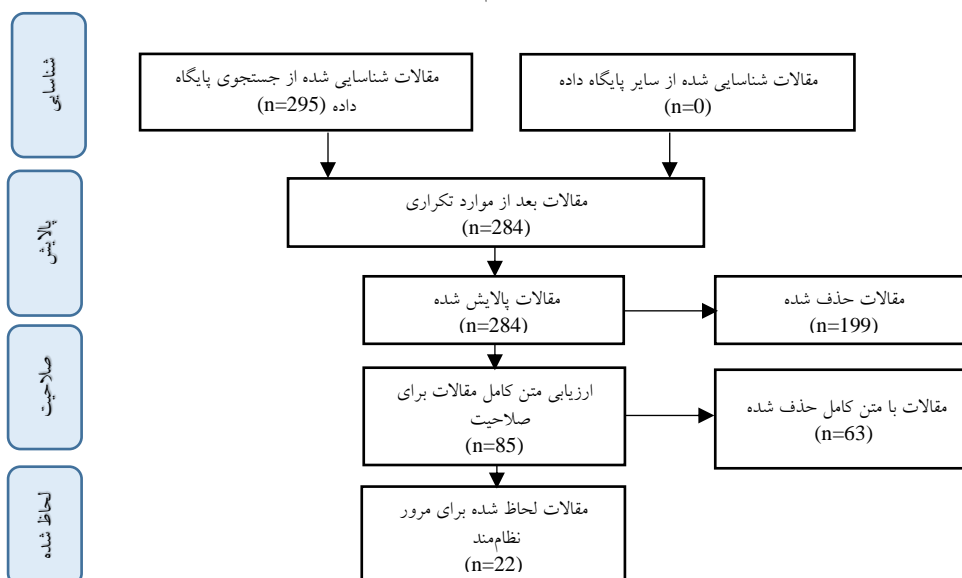 شناسایی
مقالات شناسایی شده از سایر پایگاه داده
(n=0)
مقالات شناسایی شده از جستجوی پایگاه
داده (n=295)
پالایش
مقالات بعد از موارد تکراری
(n=284)
مقالات پالایش شده
(n=284)
مقالات حذف شده
(n=199)
صلاحیت
ارزیابی متن کامل مقالات برای
صلاحیت
(n=85)
مقالات با متن کامل حذف شده
(n=63)
لحاظ شده
مقالات لحاظ شده برای مرور
نظام‌مند
(n=22)